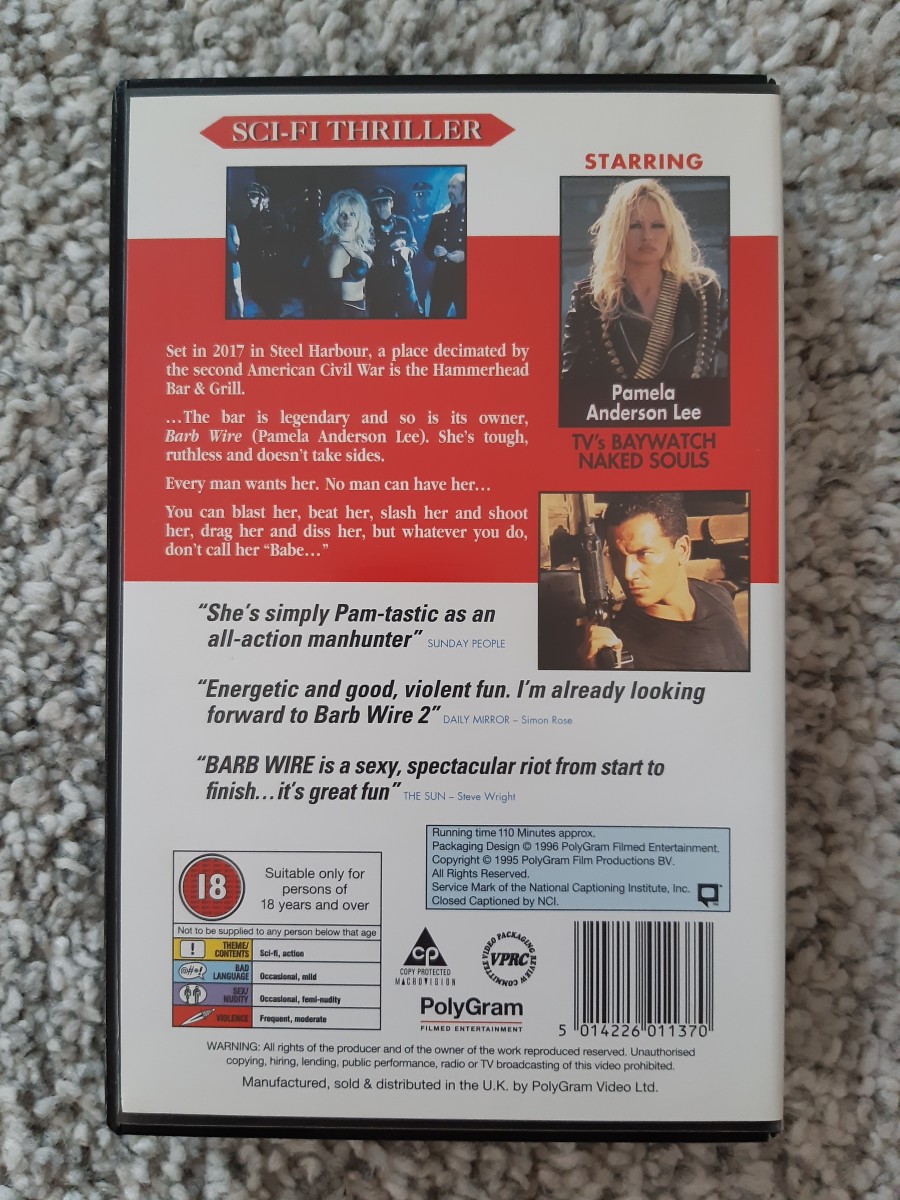 SCI-FI THRILLER
STARRING
Pamela
Anderson Lee
TV's BAYWATCH
NAKED SOULS
Set in 2017 in Steel Harbour, a place decimated by
the second American Civil War is the Hammerhead
Bar & Grill.
...The bar is legendary and so is its owner,
Barb Wire (Pamela Anderson Lee). She's tough,
ruthless and doesn't take sides.
Every man wants her. No man can have her...
You can blast her, beat her, slash her and shoot
her, drag her and diss her, but whatever you do,
don't call her "Babe..."
"She's simply Pam-tastic as an
all-action manhunter" SUNDAY PEOPLE
"Energetic and good, violent fun. I'm already looking
forward to Barb Wire 2" DAILY MIRROR – Simon Rose
"BARB WIRE is a sexy, spectacular riot from start to
finish...it's great fun" THE SUN – Steve Wright
Running time 110 Minutes approx.
Packaging Design © 1996 PolyGram Filmed Entertainment.
Copyright © 1995 PolyGram Film Productions BV.
All Rights Reserved.
Service Mark of the National Captioning Institute, Inc.
Closed Captioned by NCI.
18
Suitable only for
persons of
18 years and over
Not to be supplied to any person below that age
! THEME/
CONTENTS Sci-fi, action
@#*! BAD
LANGUAGE Occasional, mild
SEX/
NUDITY Occasional, femi-nudity
VIOLENCE Frequent, moderate
CP
COPY PROTECTED
MACROVISION
VIDEO PACKAGING REVIEW COMMITTEE
VPRC
PolyGram
FILMED ENTERTAINMENT
5 014226 011370
WARNING: All rights of the producer and of the owner of the work reproduced reserved. Unauthorised
copying, hiring, lending, public performance, radio or TV broadcasting of this video prohibited.
Manufactured, sold & distributed in the U.K. by PolyGram Video Ltd.